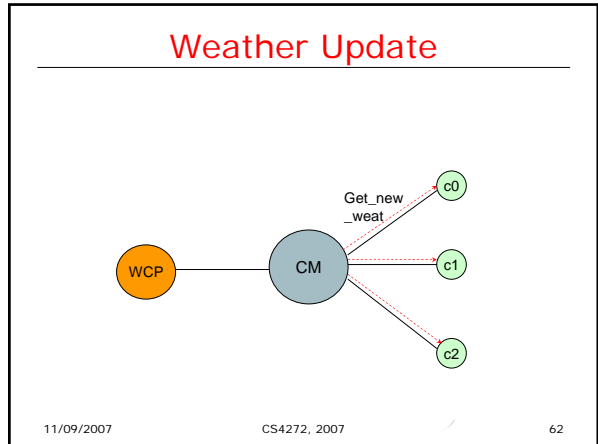 Weather Update
Get_new
_weat
c0
WCP
CM
c1
c2
11/09/2007
CS4272, 2007
62